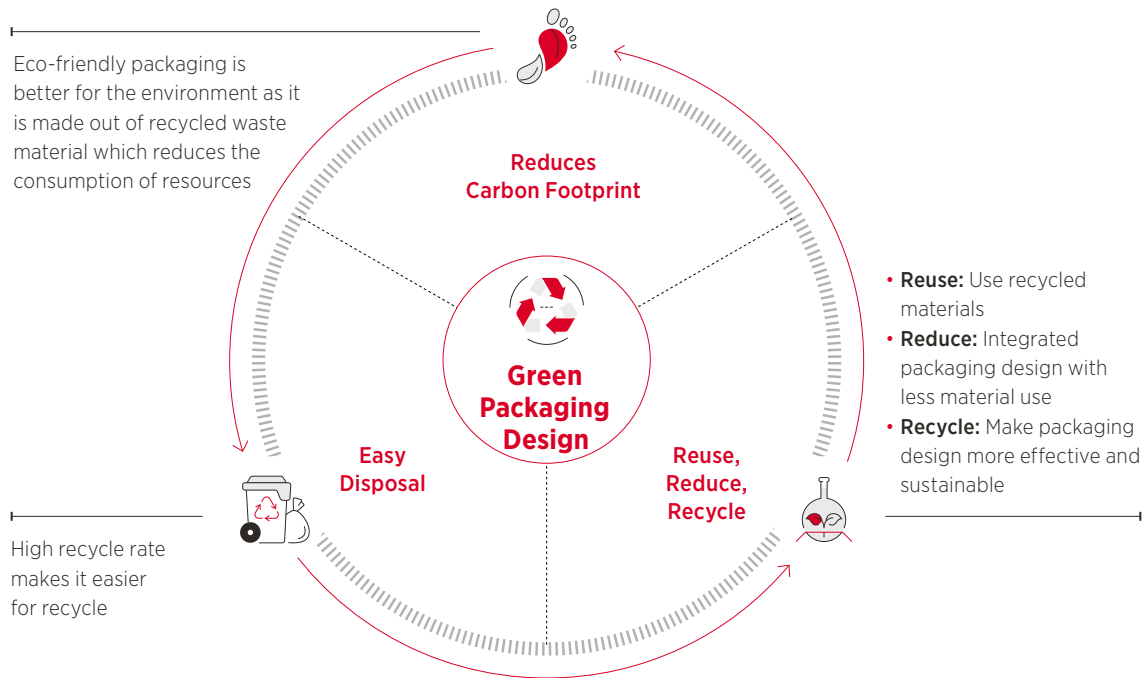 Eco-friendly packaging is
better for the environment as it
is made out of recycled waste
material which reduces the
consumption of resources
Reduces
Carbon Footprint
• Reuse: Use recycled
materials
• Reduce: Integrated
packaging design with
less material use
• Recycle: Make packaging
design more effective and
sustainable
Green
Packaging
Design
Easy
Disposal
Reuse,
Reduce,
Recycle
High recycle rate
makes it easier
for recycle